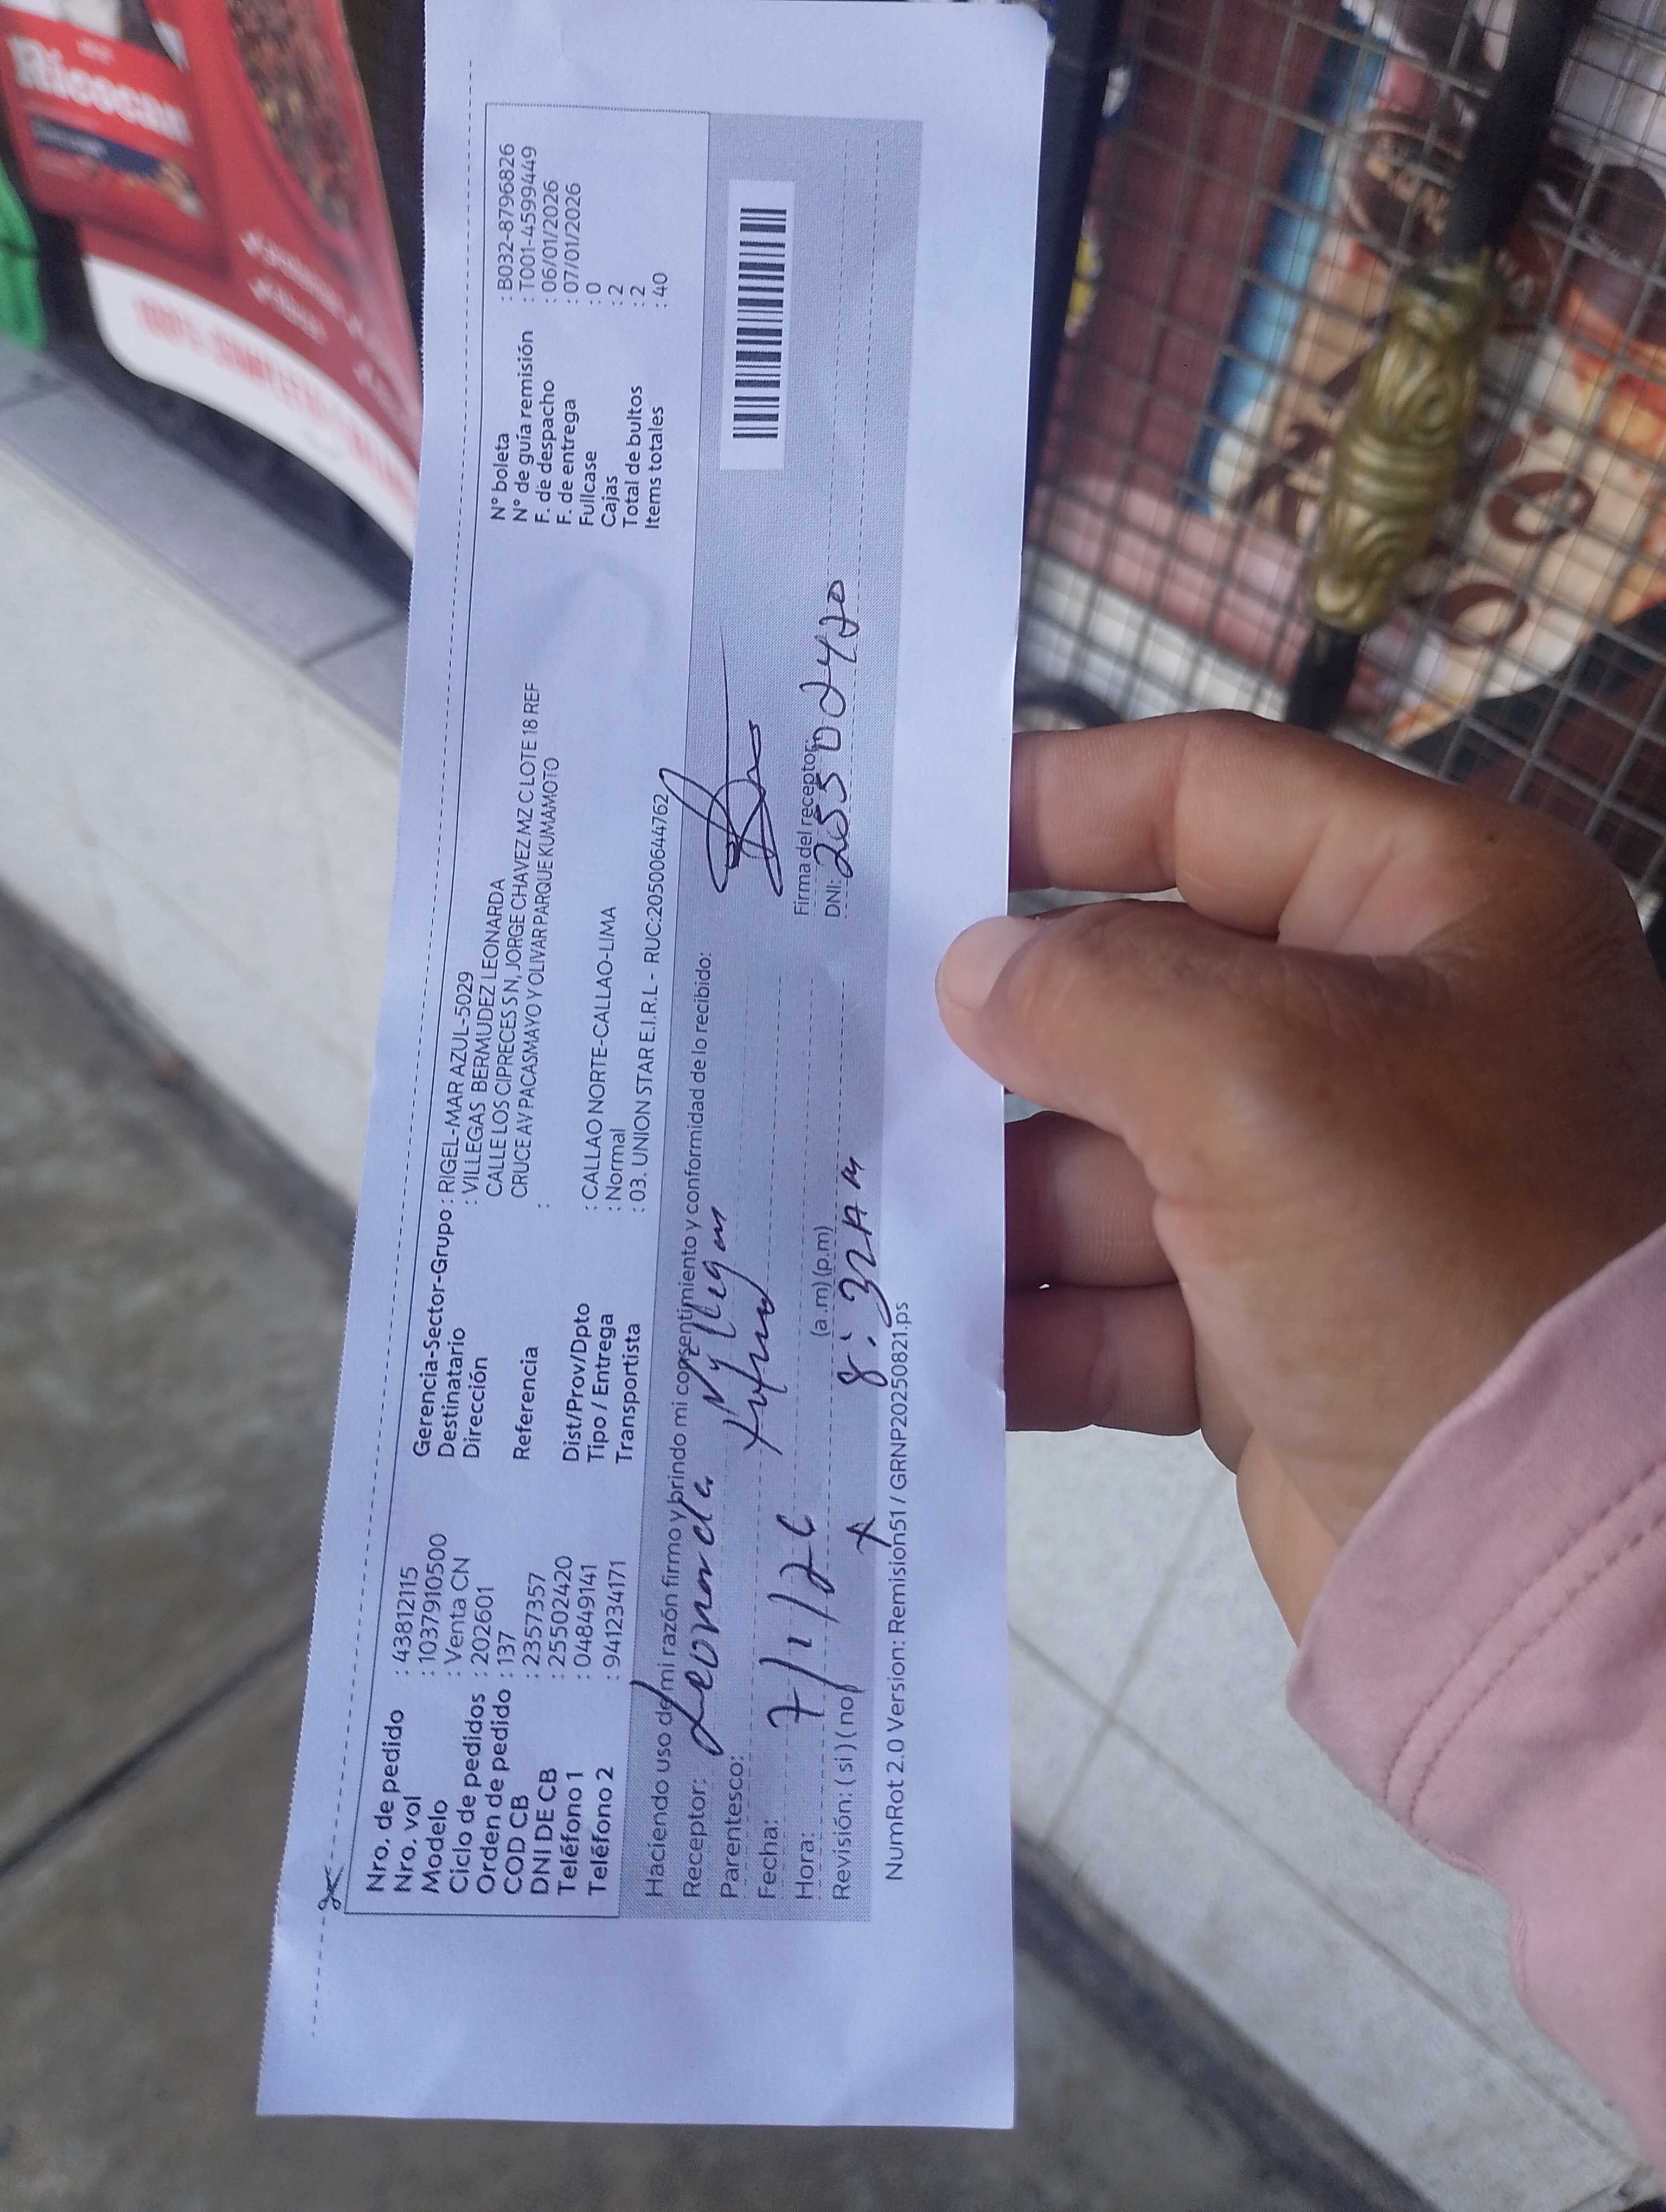 Nro. de pedido : 43812115
Nro. vol : 1037910500
Modelo : Venta CN
Ciclo de pedidos : 202601
Orden de pedido : 137
COD CB : 2357357
DNI DE CB : 25502420
Teléfono 1 : 04849141
Teléfono 2 : 941234171
Gerencia-Sector-Grupo : RIGEL-MAR AZUL-5029
Destinatario : VILLEGAS BERMUDEZ LEONARDA
Dirección CALLE LOS CIPRECES S N, JORGE CHAVEZ MZ C LOTE 18 REF
CRUCE AV PACASMAYO Y OLIVAR PARQUE KUMAMOTO
Referencia :
Dist/Prov/Dpto : CALLAO NORTE-CALLAO-LIMA
Tipo / Entrega : Normal
Transportista : 03. UNION STAR E.I.R.L - RUC:20500644762
N° boleta : B032-8796826
N° de guía remisión : T001-4599449
F. de despacho : 06/01/2026
F. de entrega : 07/01/2026
Fullcase : 0
Cajas : 2
Total de bultos : 2
Items totales : 40
Haciendo uso de mi razón firmo y brindo mi consentimiento y conformidad de lo recibido:
Receptor: Leonarda Villegas
Parentesco:
Fecha: 7/1/26
Hora: (a.m) (p.m) 8:32 AM
Revisión: ( si ) ( no )
Firma del receptor:
DNI: 25502420
NumRot 2.0 Version: Remision51 / GRNP20250821.ps
Ricocan